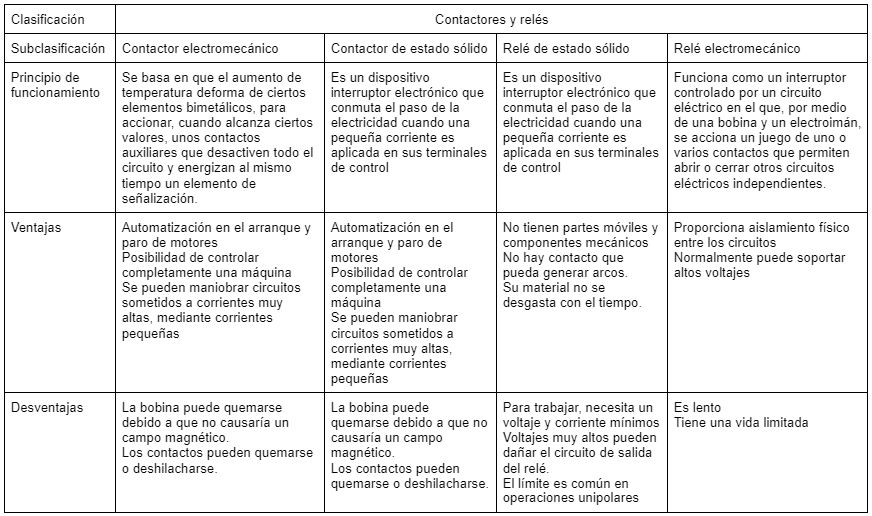 Clasificación
Contactores y relés
Subclasificación
Contactor electromecánico
Contactor de estado sólido
Relé de estado sólido
Relé electromecánico
Principio de
funcionamiento
Se basa en que el aumento de
temperatura deforma de ciertos
elementos bimetálicos, para
accionar, cuando alcanza ciertos
valores, unos contactos
auxiliares que desactiven todo el
circuito y energizan al mismo
tiempo un elemento de
señalización.
Es un dispositivo
interruptor electrónico que
conmuta el paso de la
electricidad cuando una
pequeña corriente es
aplicada en sus terminales
de control
Es un dispositivo
interruptor electrónico que
conmuta el paso de la
electricidad cuando una
pequeña corriente es
aplicada en sus terminales
de control
Funciona como un interruptor
controlado por un circuito
eléctrico en el que, por medio
de una bobina y un electroimán,
se acciona un juego de uno o
varios contactos que permiten
abrir o cerrar otros circuitos
eléctricos independientes.
Ventajas
Automatización en el arranque y
paro de motores
Posibilidad de controlar
completamente una máquina
Se pueden maniobrar circuitos
sometidos a corrientes muy
altas, mediante corrientes
pequeñas
Automatización en el
arranque y paro de
motores
Posibilidad de controlar
completamente una
máquina
Se pueden maniobrar
circuitos sometidos a
corrientes muy altas,
mediante corrientes
pequeñas
No tienen partes móviles y
componentes mecánicos
No hay contacto que
pueda generar arcos.
Su material no se
desgasta con el tiempo.
Proporciona aislamiento físico
entre los circuitos
Normalmente puede soportar
altos voltajes
Desventajas
La bobina puede quemarse
debido a que no causaría un
campo magnético.
Los contactos pueden quemarse
o deshilacharse.
La bobina puede
quemarse debido a que no
causaría un campo
magnético.
Los contactos pueden
quemarse o deshilacharse.
Para trabajar, necesita un
voltaje y corriente mínimos
Voltajes muy altos pueden
dañar el circuito de salida
del relé.
El límite es común en
operaciones unipolares
Es lento
Tiene una vida limitada